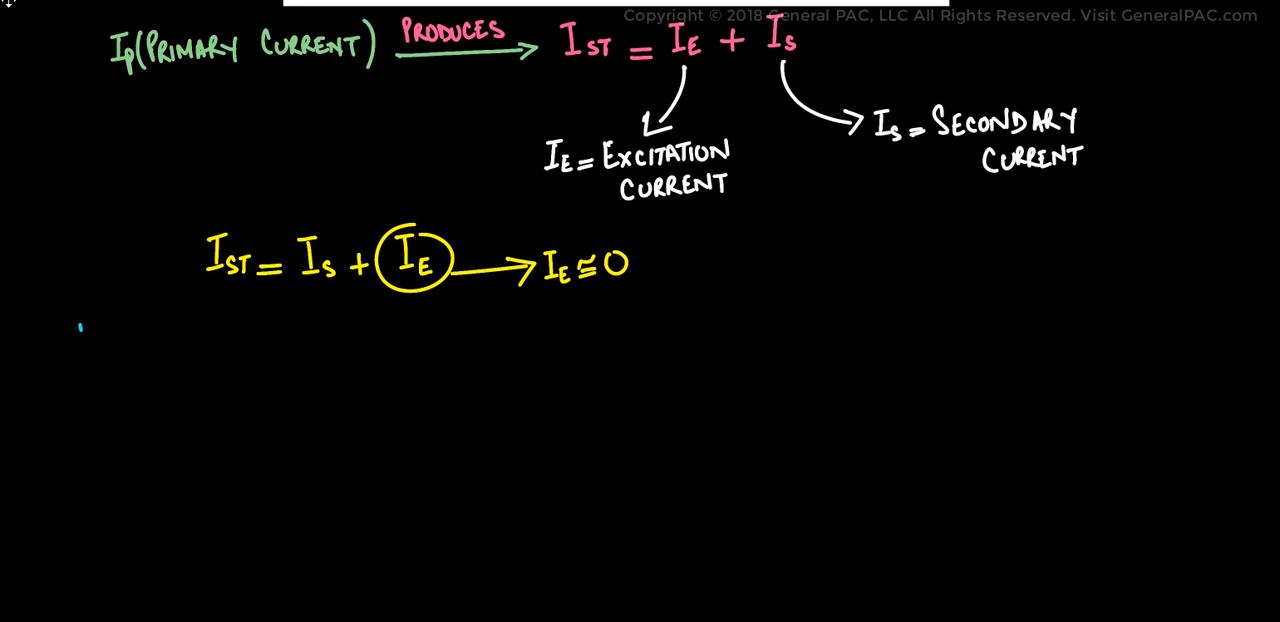 Copyright © 2018 General PAC, LLC All Rights Reserved. Visit GeneralPAC.com
Ip(PRIMARY CURRENT) PRODUCES IST = IE + IS
IE = EXCITATION
CURRENT
IS = SECONDARY
CURRENT
IST = IS + IE → IE ≅ 0